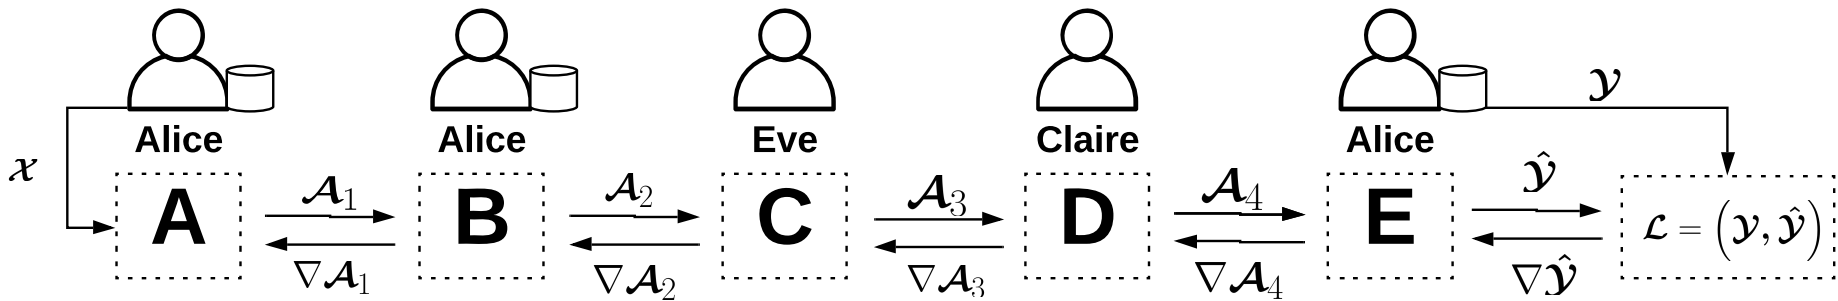 𝒴
Alice Alice Eve Claire Alice
𝓍
A 𝒜₁ B 𝒜₂ C 𝒜₃ D 𝒜₄ E 𝒴̂ ℒ = (𝒴, 𝒴̂)
∇𝒜₁ ∇𝒜₂ ∇𝒜₃ ∇𝒜₄ ∇𝒴̂